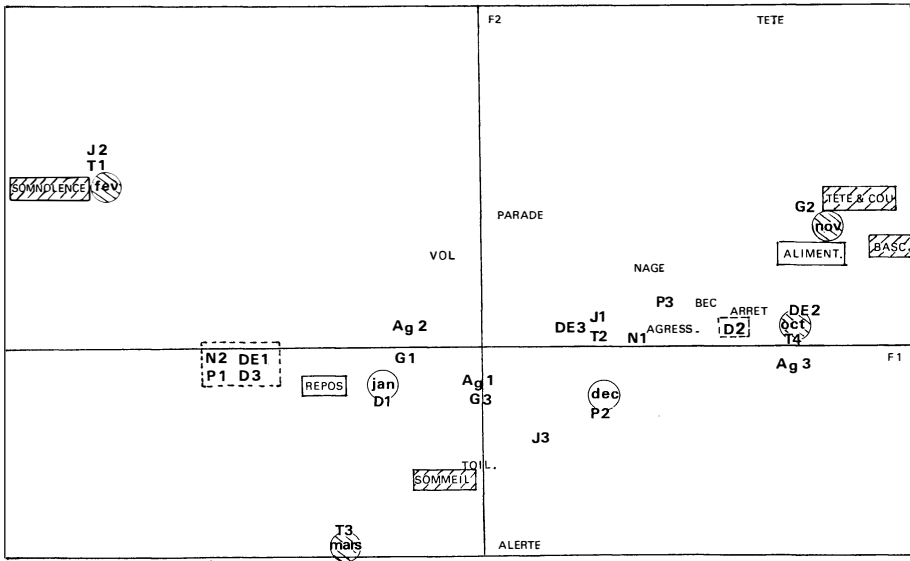 F2 TETE
J2
T1
SOMNOLENCE fev TETE & COU
G2
PARADE nov
VOL ALIMENT. BASC.
NAGE
P3 BEC ARRET DE2
Ag 2 DE3 J1 AGRESS. D2 oct
T2 N1 T4
N2 DE1 G1 Ag 3 F1
P1 D3 REPOS jan Ag 1 dec
D1 G3 P2
J3
TOIL.
SOMMEIL
T3
mars ALERTE